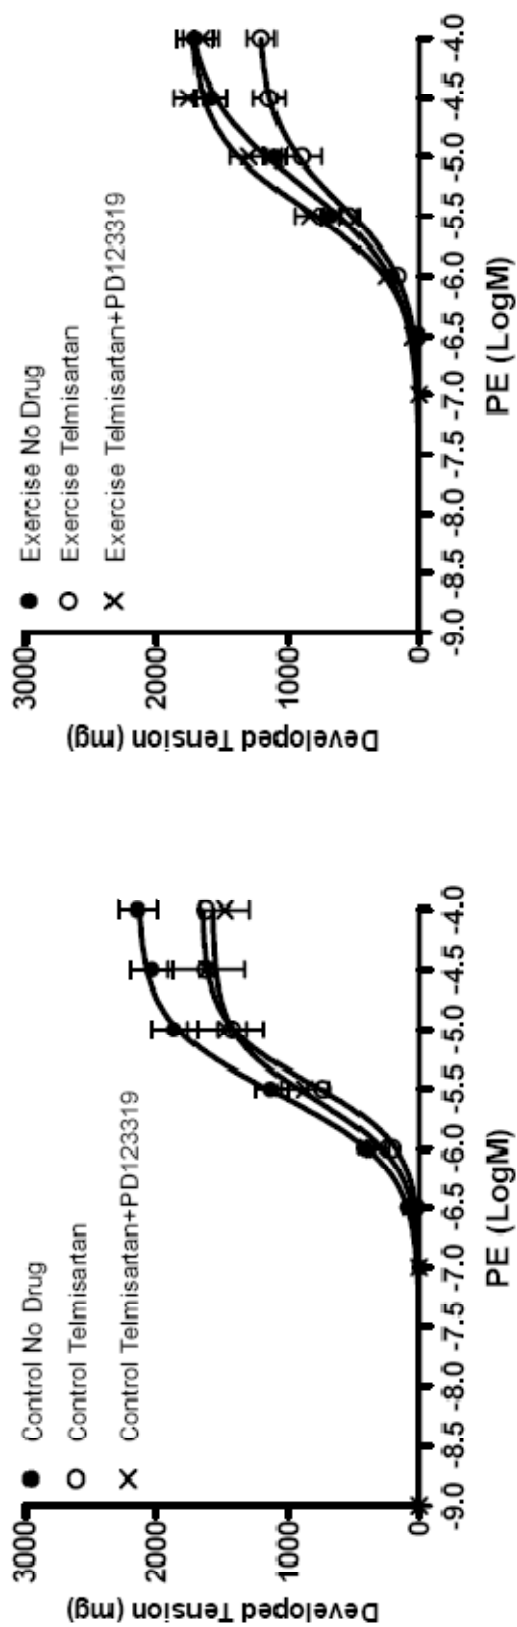 Control No Drug
Control Telmisartan
Control Telmisartan+PD123319
Developed Tension (mg)
3000
2000
1000
0
-9.0 -8.5 -8.0 -7.5 -7.0 -6.5 -6.0 -5.5 -5.0 -4.5 -4.0
PE (LogM)
Exercise No Drug
Exercise Telmisartan
Exercise Telmisartan+PD123319
Developed Tension (mg)
3000
2000
1000
0
-9.0 -8.5 -8.0 -7.5 -7.0 -6.5 -6.0 -5.5 -5.0 -4.5 -4.0
PE (LogM)